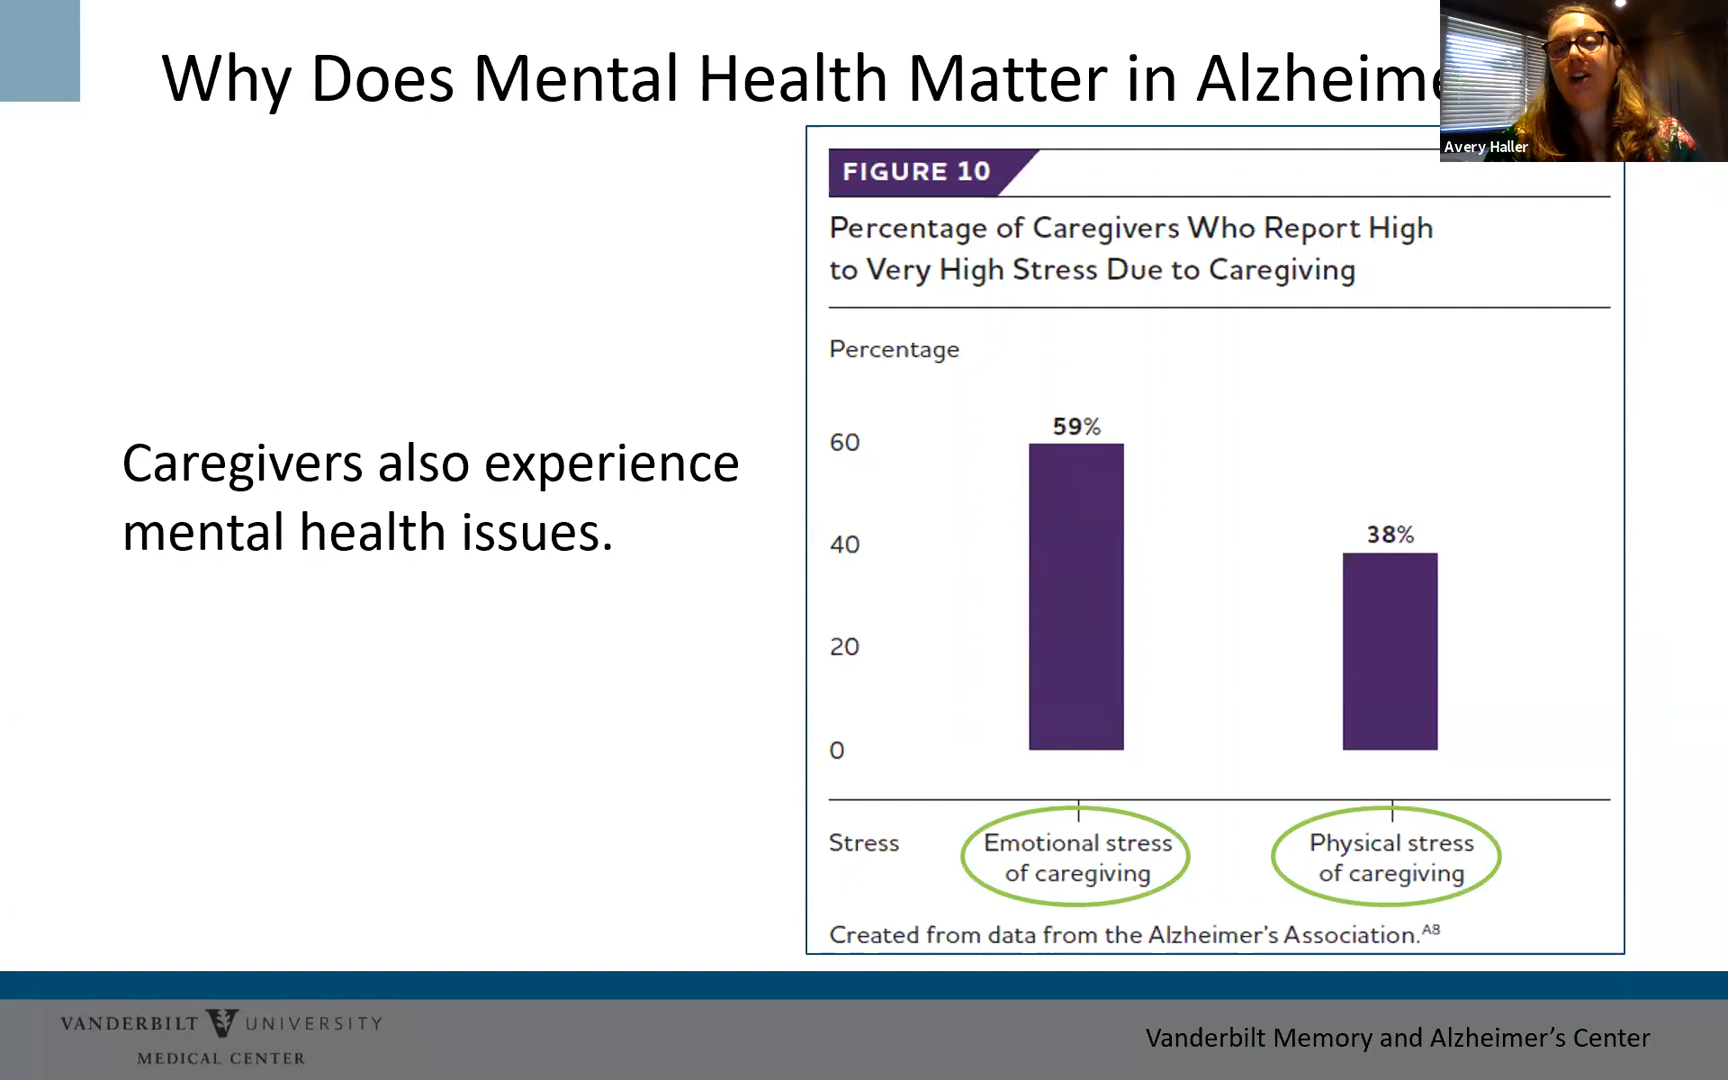 Why Does Mental Health Matter in Alzheime
Avery Haller
FIGURE 10
Percentage of Caregivers Who Report High
to Very High Stress Due to Caregiving
Percentage
59%
60
38%
40
20
0
Caregivers also experience
mental health issues.
Stress
Emotional stress
of caregiving
Physical stress
of caregiving
Created from data from the Alzheimer's Association.A8
VANDERBILT UNIVERSITY
MEDICAL CENTER
Vanderbilt Memory and Alzheimer's Center